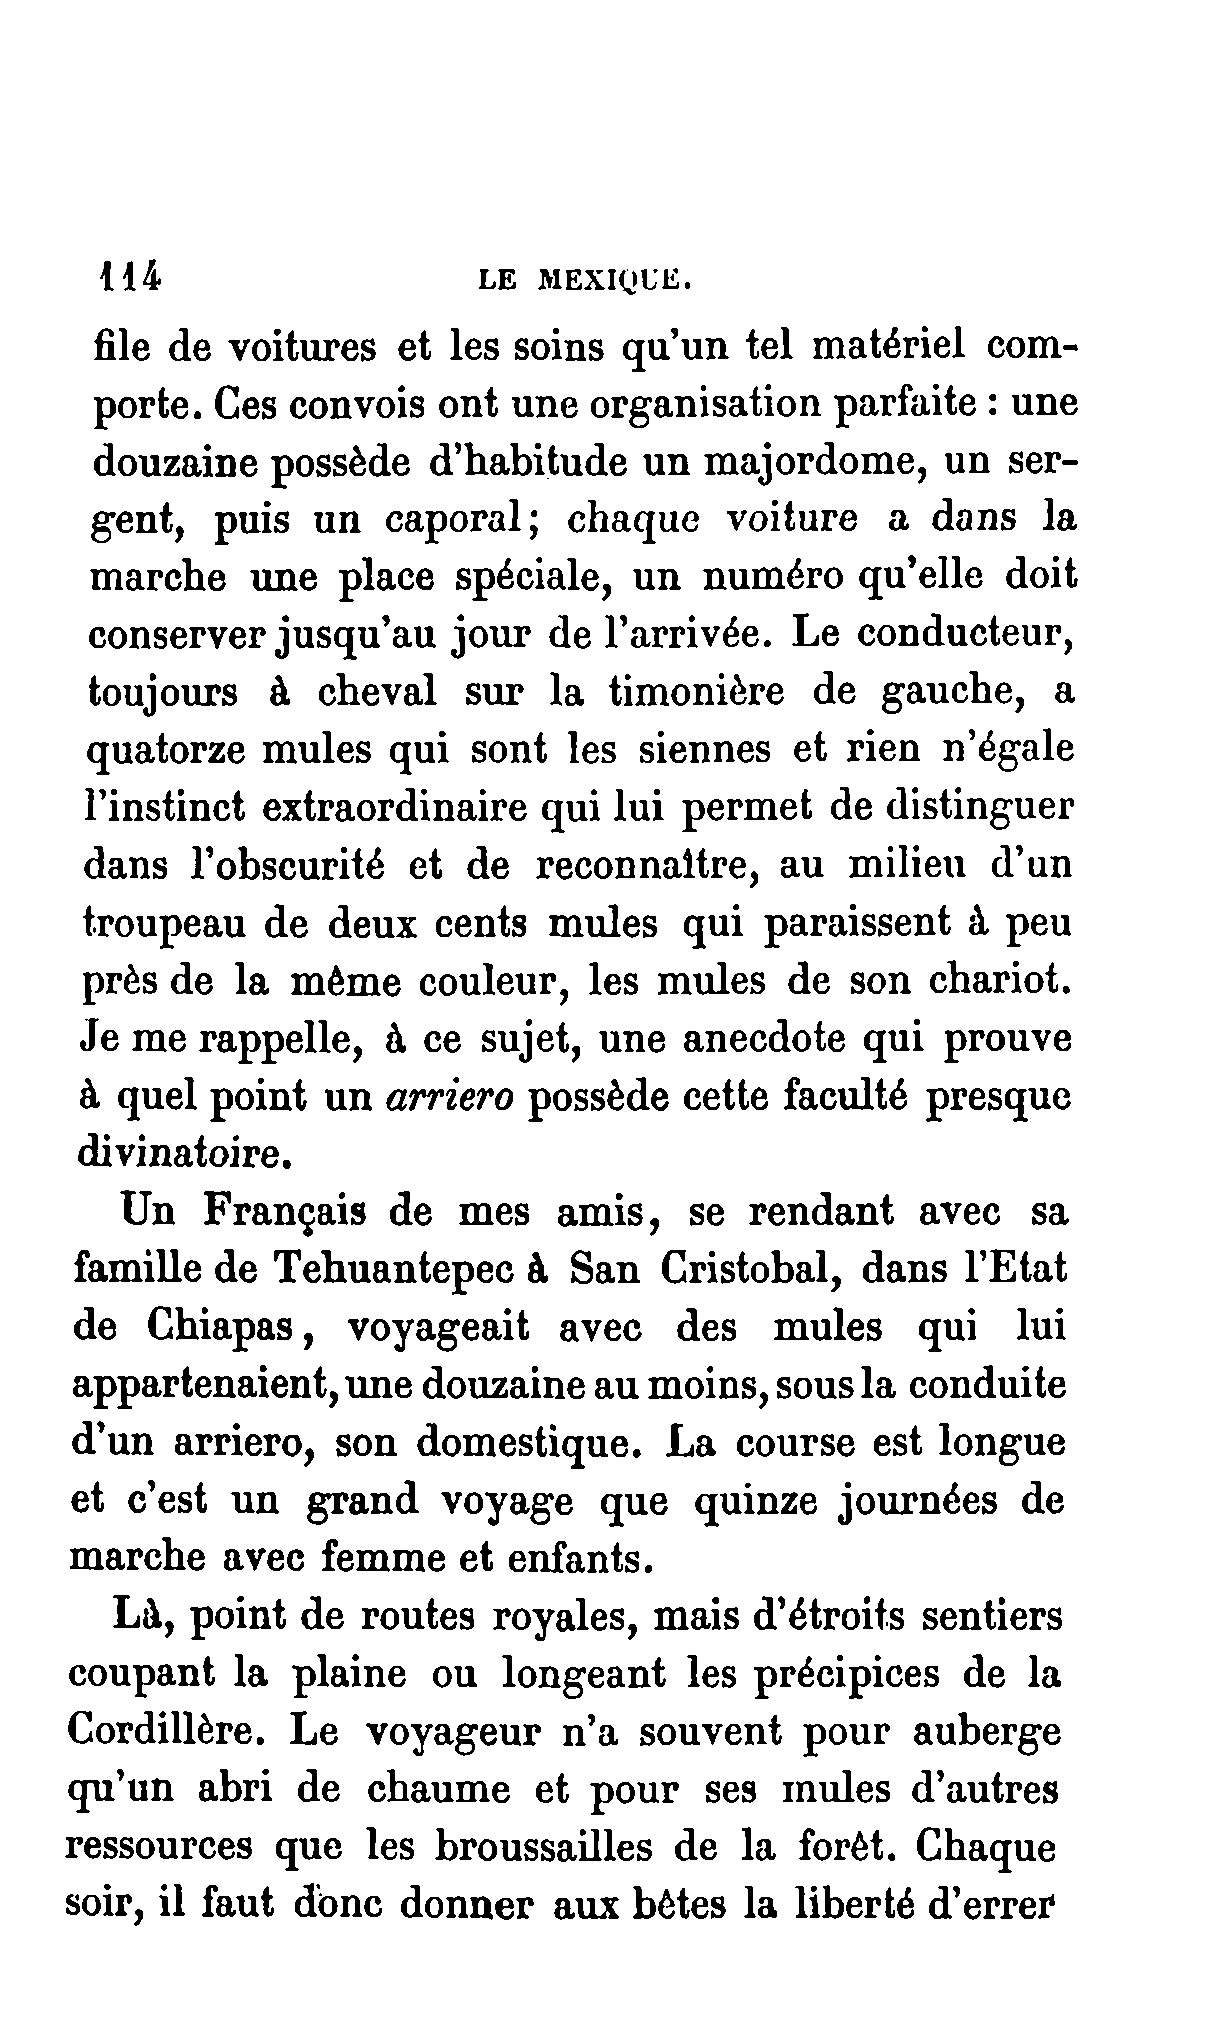 114 LE MEXIQUE.
file de voitures et les soins qu'un tel matériel com-
porte. Ces convois ont une organisation parfaite : une
douzaine possède d'habitude un majordome, un ser-
gent, puis un caporal; chaque voiture a dans la
marche une place spéciale, un numéro qu'elle doit
conserver jusqu'au jour de l'arrivée. Le conducteur,
toujours à cheval sur la timonière de gauche, a
quatorze mules qui sont les siennes et rien n'égale
l'instinct extraordinaire qui lui permet de distinguer
dans l'obscurité et de reconnaître, au milieu d'un
troupeau de deux cents mules qui paraissent à peu
près de la même couleur, les mules de son chariot.
Je me rappelle, à ce sujet, une anecdote qui prouve
à quel point un arriero possède cette faculté presque
divinatoire.
Un Français de mes amis, se rendant avec sa
famille de Tehuantepec à San Cristobal, dans l'Etat
de Chiapas, voyageait avec des mules qui lui
appartenaient, une douzaine au moins, sous la conduite
d'un arriero, son domestique. La course est longue
et c'est un grand voyage que quinze journées de
marche avec femme et enfants.
Là, point de routes royales, mais d'étroits sentiers
coupant la plaine ou longeant les précipices de la
Cordillère. Le voyageur n'a souvent pour auberge
qu'un abri de chaume et pour ses mules d'autres
ressources que les broussailles de la forêt. Chaque
soir, il faut donc donner aux bêtes la liberté d'errer